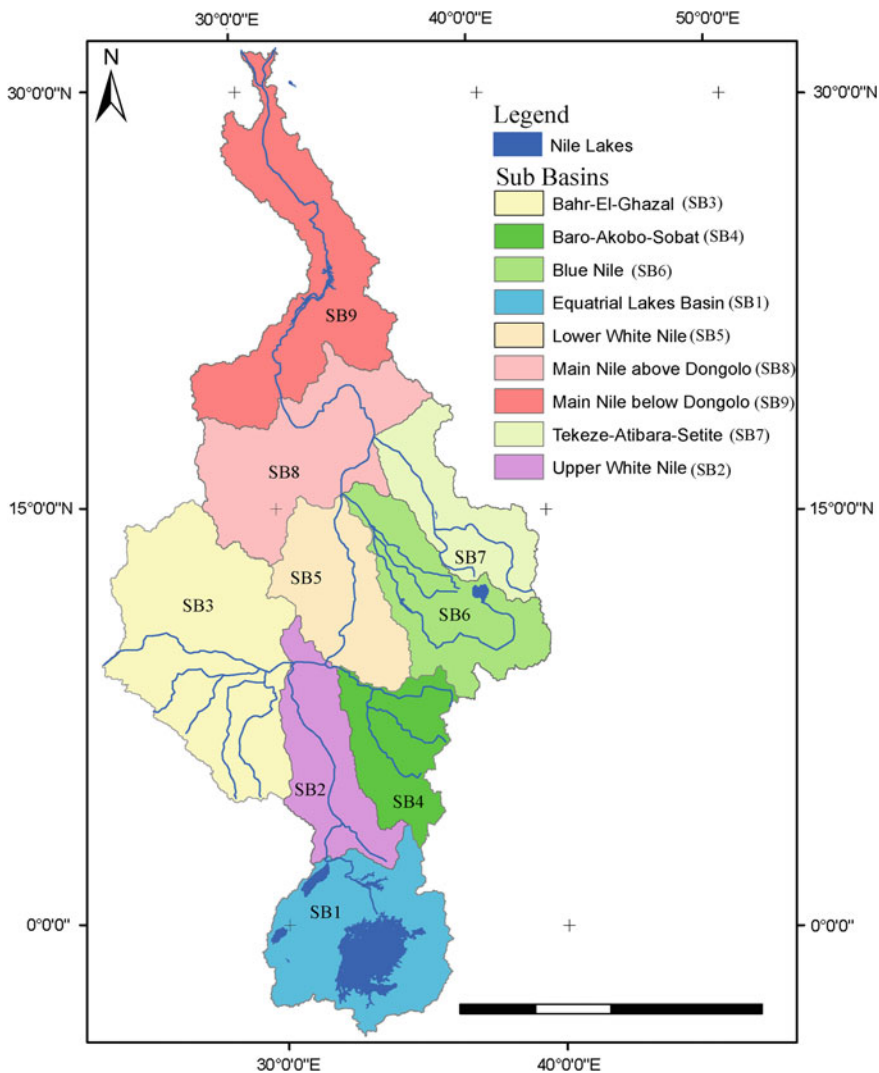 30°0'0"E 40°0'0"E 50°0'0"E
N
30°0'0"N 30°0'0"N
Legend
Nile Lakes
Sub Basins
Bahr-El-Ghazal (SB3)
Baro-Akobo-Sobat (SB4)
Blue Nile (SB6)
Equatrial Lakes Basin (SB1)
Lower White Nile (SB5)
Main Nile above Dongolo (SB8)
Main Nile below Dongolo (SB9)
Tekeze-Atibara-Setite (SB7)
Upper White Nile (SB2)
SB9
SB8
15°0'0"N 15°0'0"N
SB7
SB5
SB3
SB6
SB2
SB4
SB1
0°0'0" 0°0'0"
30°0'0"E 40°0'0"E